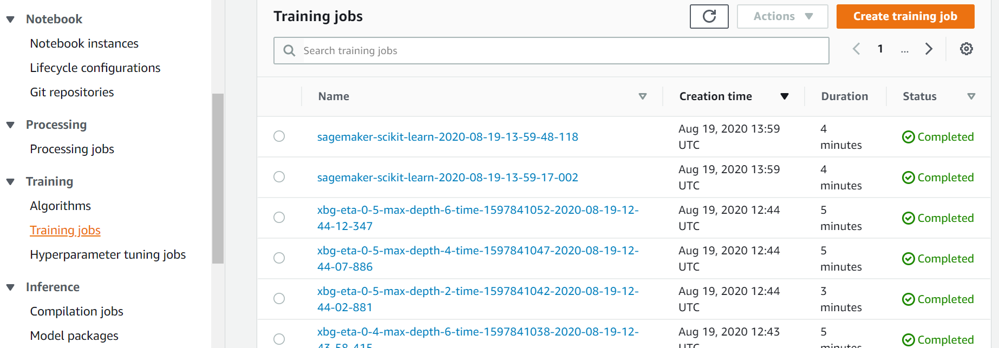 Notebook
Notebook instances
Lifecycle configurations
Git repositories
Processing
Processing jobs
Training
Algorithms
Training jobs
Hyperparameter tuning jobs
Inference
Compilation jobs
Model packages
Training jobs
Actions
Create training job
Search training jobs
1 ...
Name Creation time Duration Status
sagemaker-scikit-learn-2020-08-19-13-59-48-118
Aug 19, 2020 13:59
UTC
4
minutes
Completed
sagemaker-scikit-learn-2020-08-19-13-59-17-002
Aug 19, 2020 13:59
UTC
4
minutes
Completed
xbg-eta-0-5-max-depth-6-time-1597841052-2020-08-19-12-
44-12-347
Aug 19, 2020 12:44
UTC
5
minutes
Completed
xbg-eta-0-5-max-depth-4-time-1597841047-2020-08-19-12-
44-07-886
Aug 19, 2020 12:44
UTC
5
minutes
Completed
xbg-eta-0-5-max-depth-2-time-1597841042-2020-08-19-12-
44-02-881
Aug 19, 2020 12:44
UTC
3
minutes
Completed
xbg-eta-0-4-max-depth-6-time-1597841038-2020-08-19-12-
43-58-415
Aug 19, 2020 12:43
UTC
5
minutes
Completed